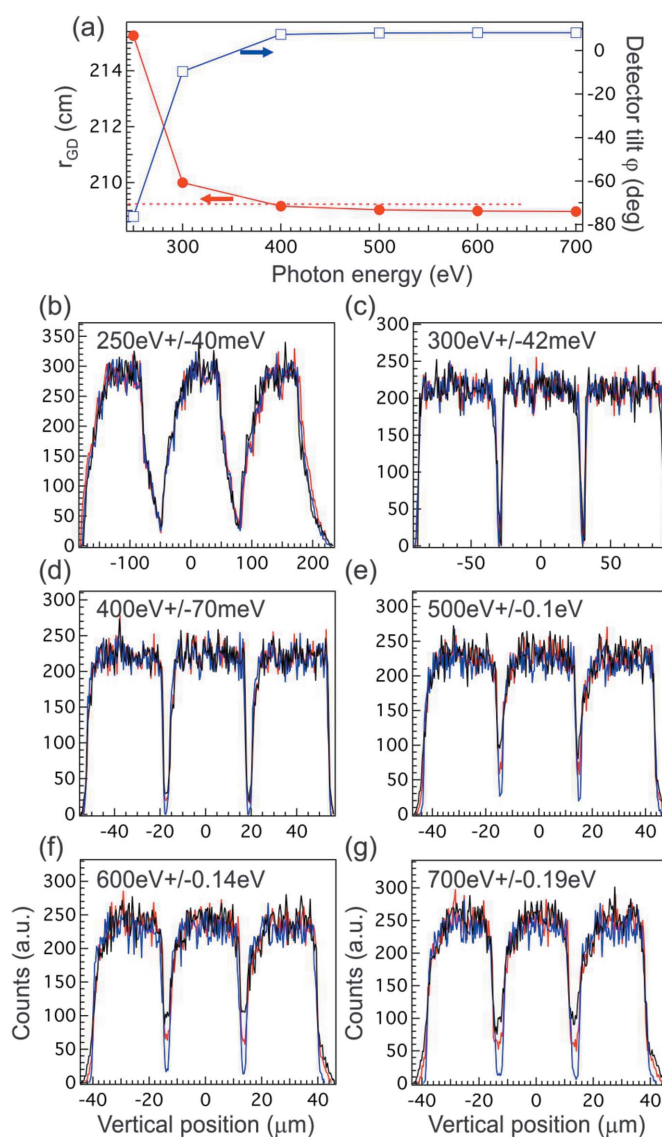 (a)
214
212
210
r_GD (cm)
0
-20
-40
-60
-80
Detector tilt φ (deg)
300 400 500 600 700
Photon energy (eV)
(b)
250eV+/-40meV
350
300
250
200
150
100
50
0
-100 0 100 200
(c)
300eV+/-42meV
250
200
150
100
50
0
-50 0 50
(d)
400eV+/-70meV
300
250
200
150
100
50
0
-40 -20 0 20 40
(e)
500eV+/-0.1eV
300
250
200
150
100
50
0
-40 -20 0 20 40
(f)
600eV+/-0.14eV
300
250
200
150
100
50
0
Counts (a.u.)
-40 -20 0 20 40
Vertical position (μm)
(g)
700eV+/-0.19eV
300
250
200
150
100
50
0
Counts (a.u.)
-40 -20 0 20 40
Vertical position (μm)